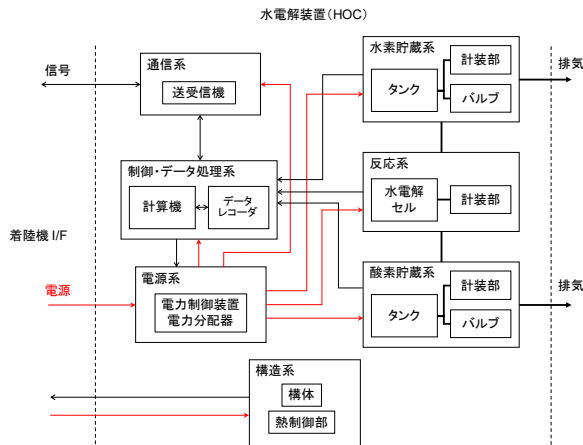 水電解装置(HOC)
信号
着陸機 I/F
電源
通信系
送受信機
制御・データ処理系
計算機
データ
レコーダ
電源系
電力制御装置
電力分配器
構造系
構体
熱制御部
水素貯蔵系
タンク
計装部
バルブ
反応系
水電解
セル
計装部
酸素貯蔵系
タンク
計装部
バルブ
排気
排気